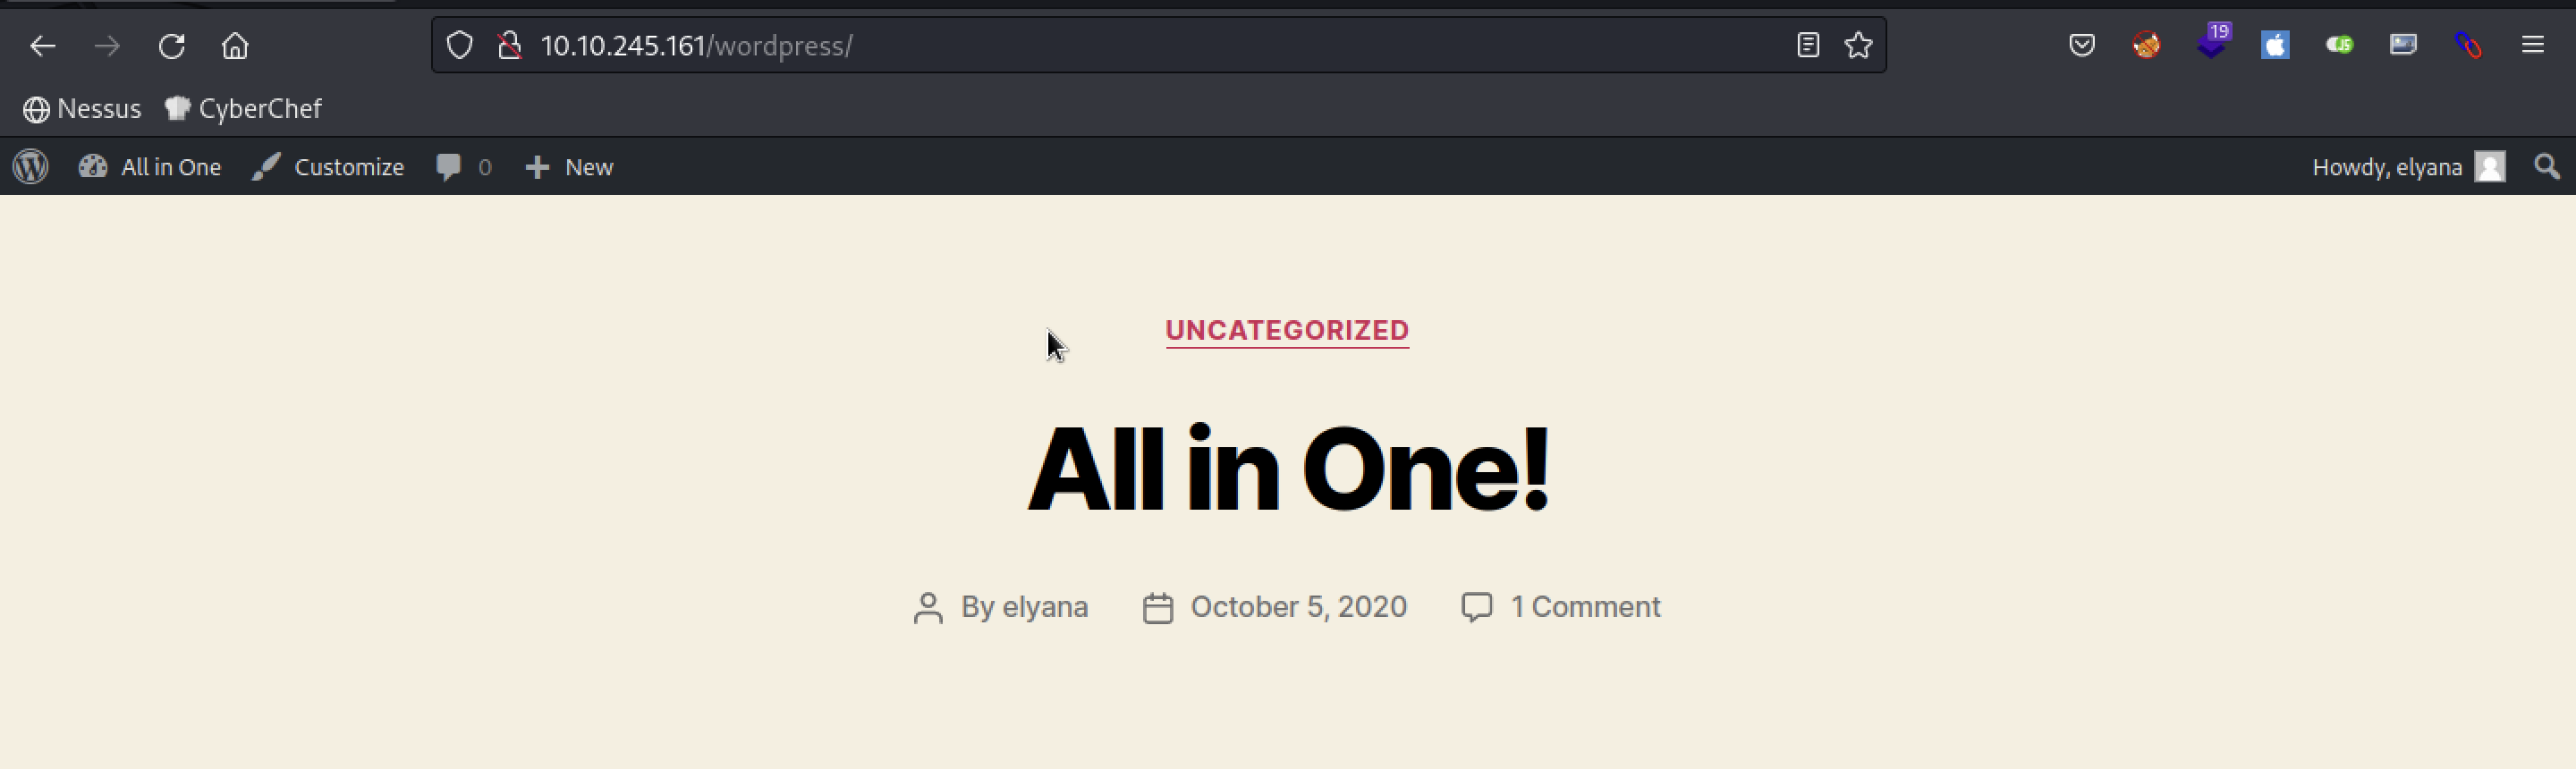 10.10.245.161/wordpress/
19
JS
Nessus CyberChef
All in One Customize 0 New Howdy, elyana
UNCATEGORIZED
All in One!
By elyana October 5, 2020 1 Comment